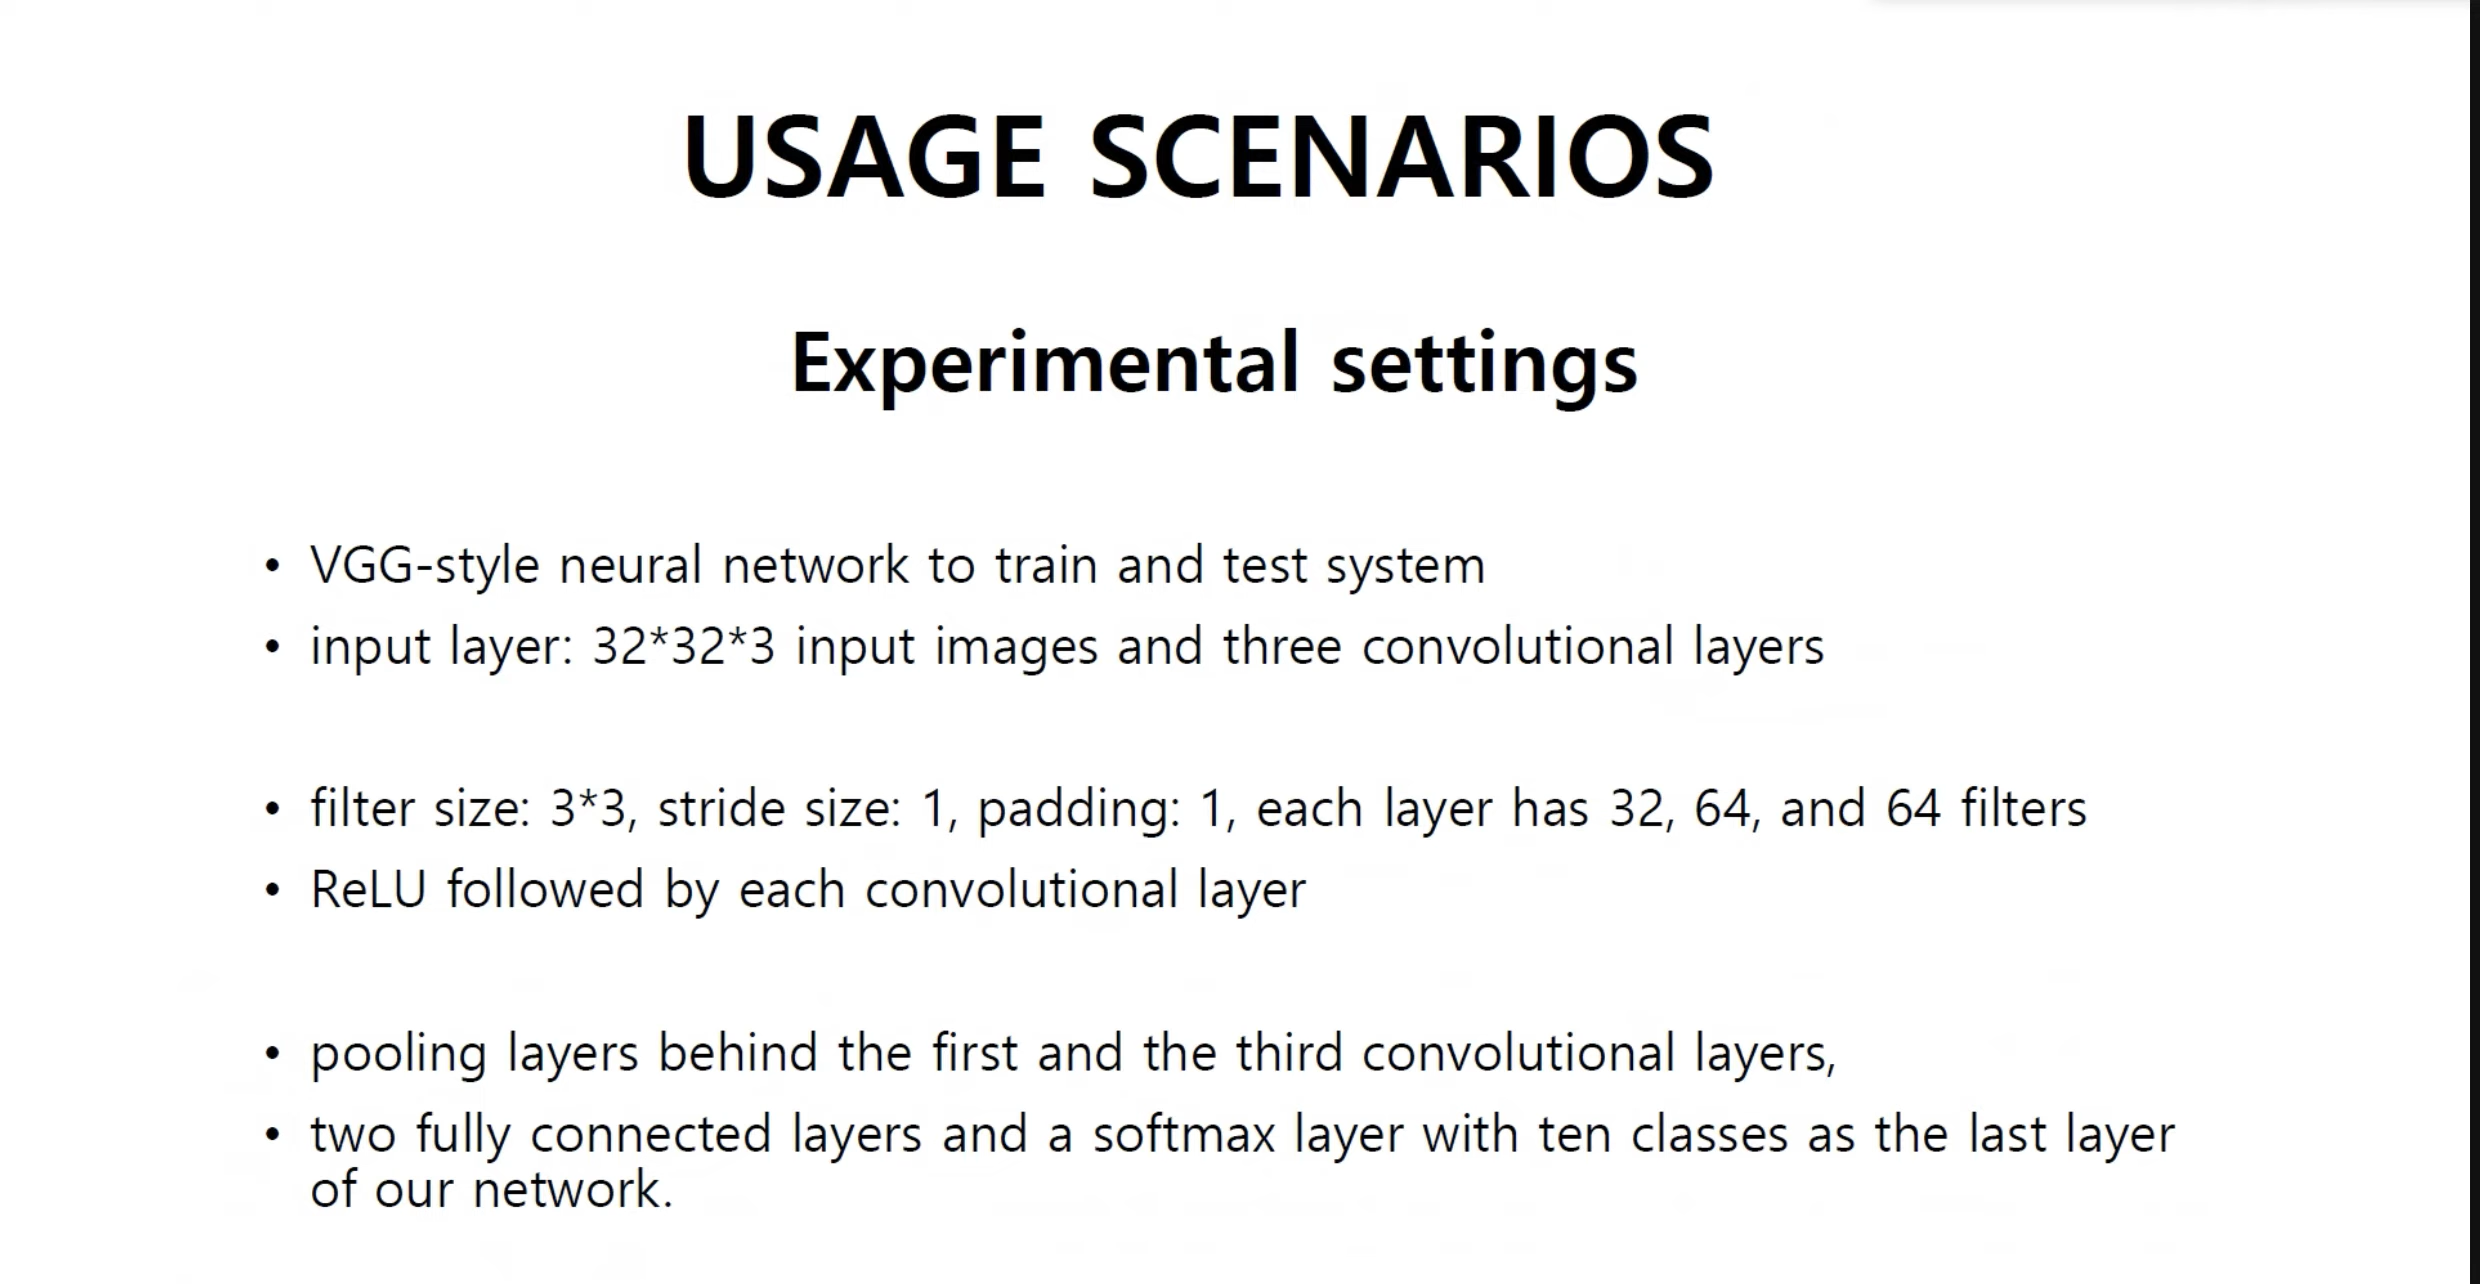 USAGE SCENARIOS
Experimental settings
• VGG-style neural network to train and test system
• input layer: 32*32*3 input images and three convolutional layers
• filter size: 3*3, stride size: 1, padding: 1, each layer has 32, 64, and 64 filters
• ReLU followed by each convolutional layer
• pooling layers behind the first and the third convolutional layers,
• two fully connected layers and a softmax layer with ten classes as the last layer
of our network.